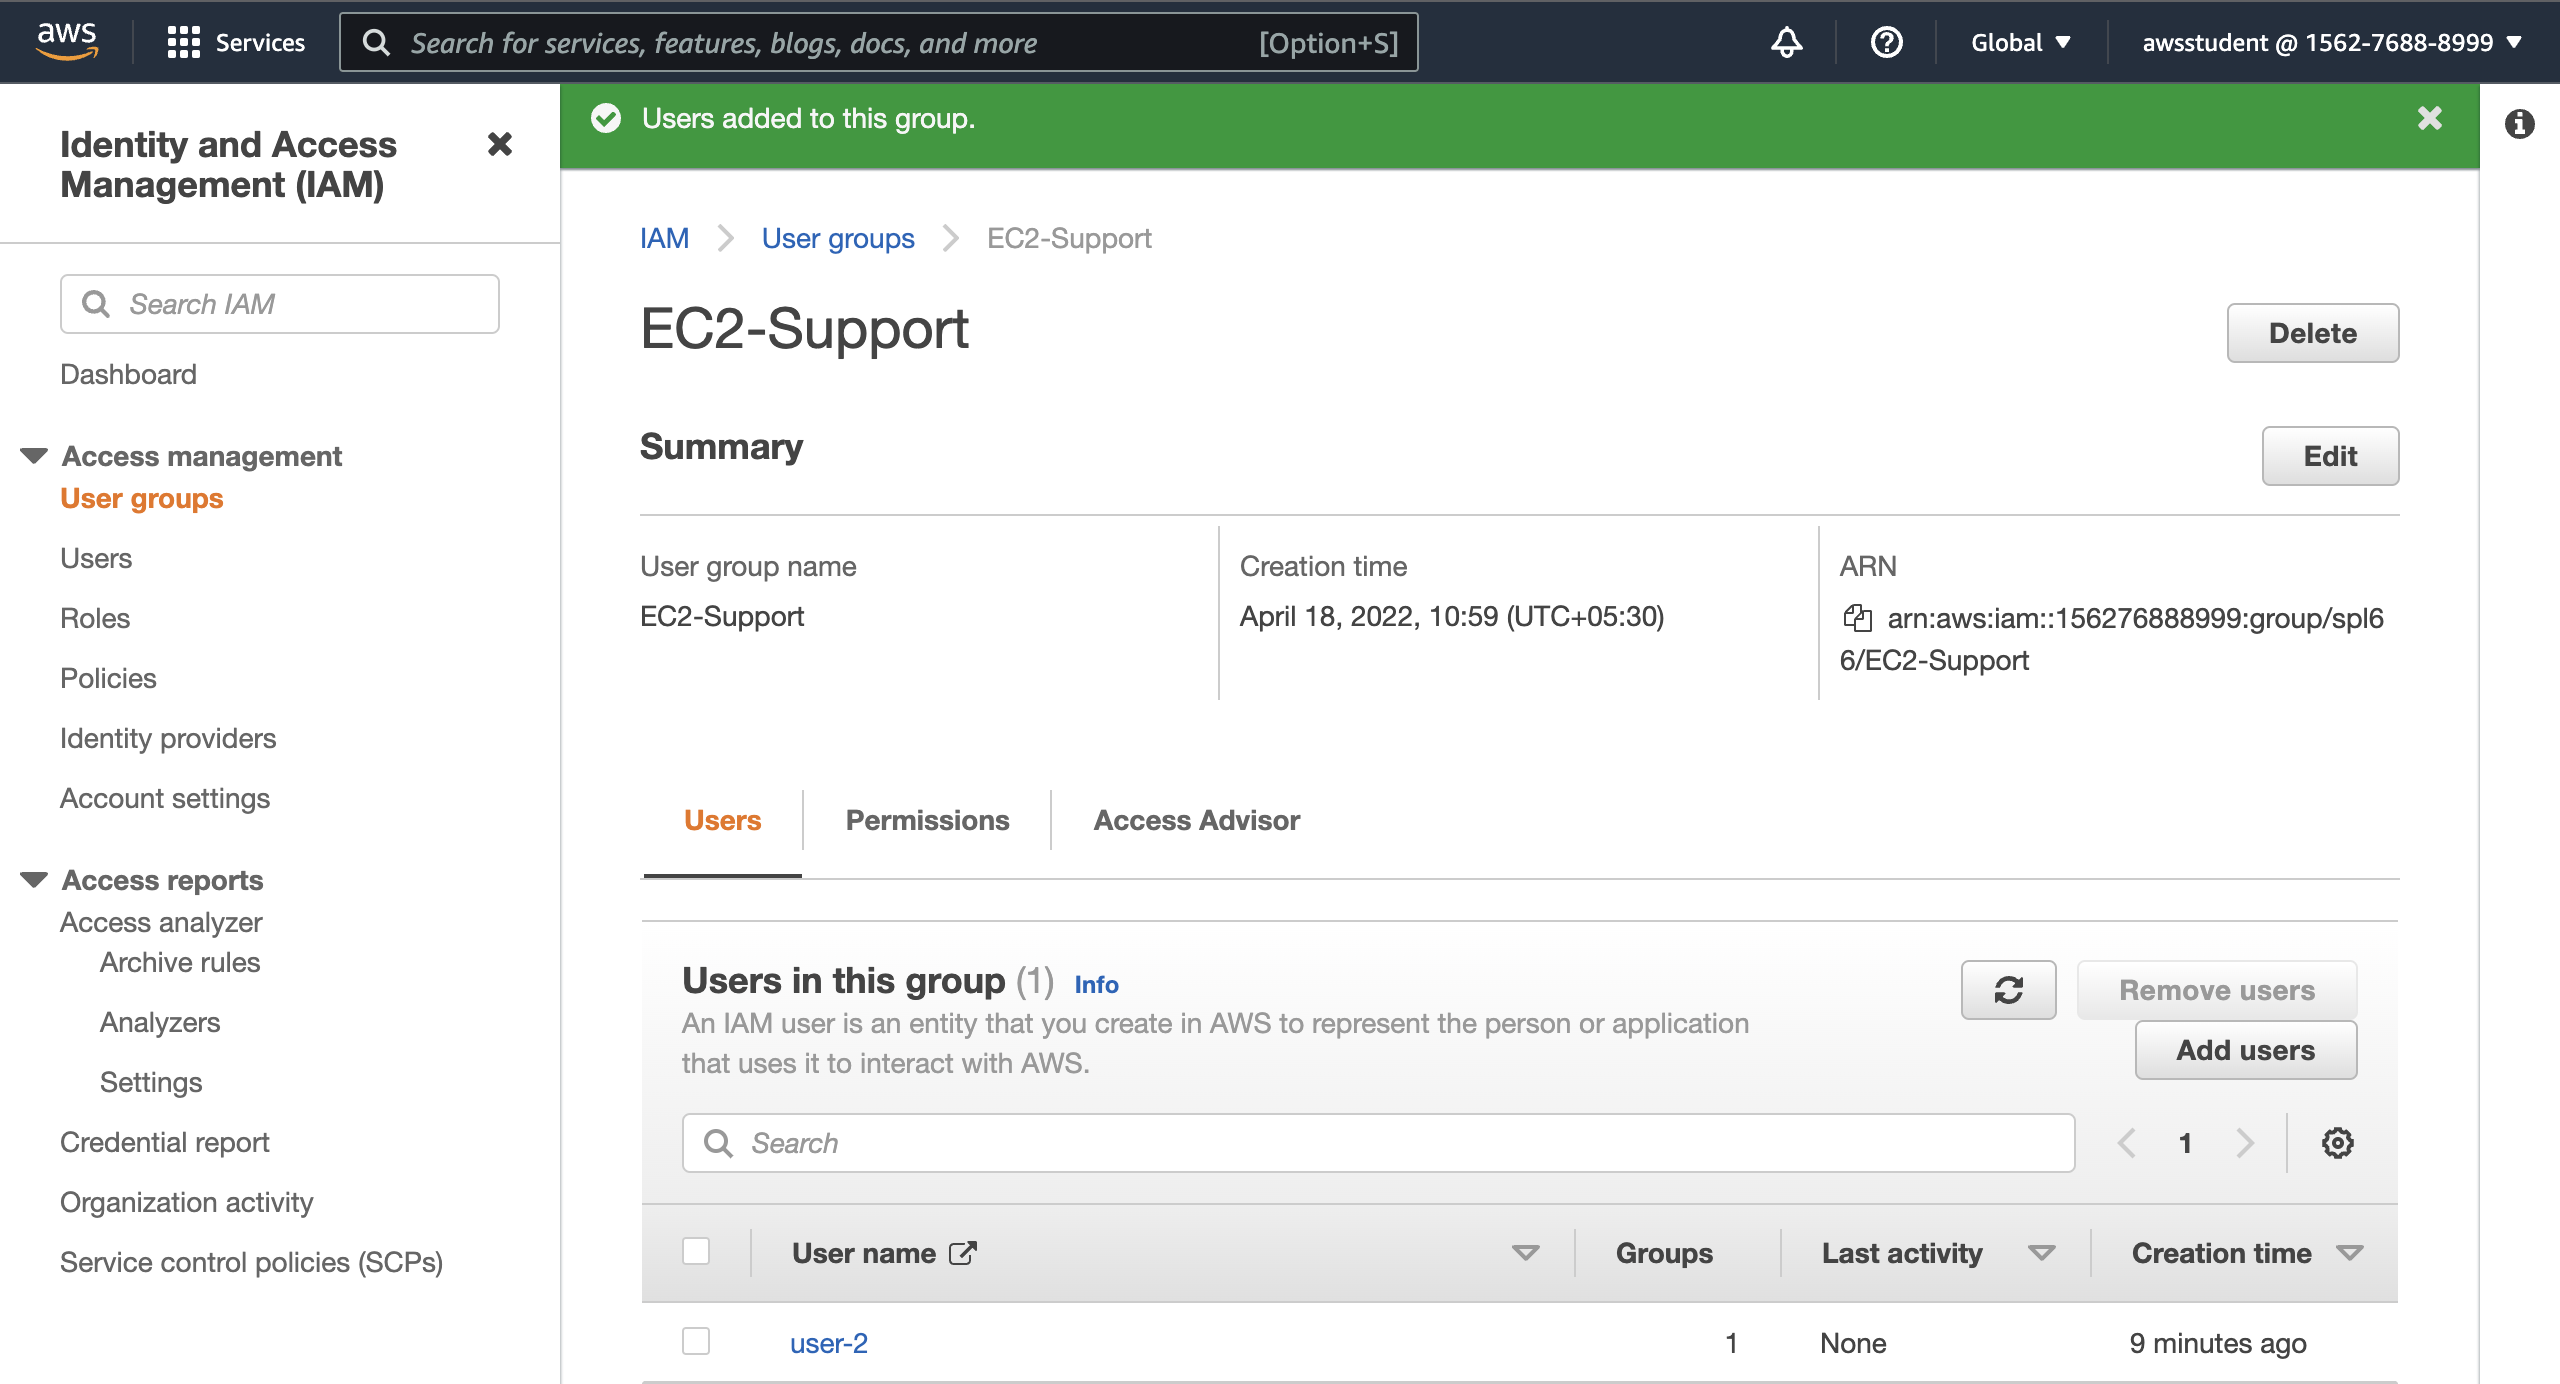 aws
Services
Search for services, features, blogs, docs, and more [Option+S]
Global
awsstudent @ 1562-7688-8999
Identity and Access
Management (IAM)
Search IAM
Dashboard
Access management
User groups
Users
Roles
Policies
Identity providers
Account settings
Access reports
Access analyzer
Archive rules
Analyzers
Settings
Credential report
Organization activity
Service control policies (SCPs)
Users added to this group.
IAM User groups EC2-Support
EC2-Support
Delete
Summary
Edit
User group name
EC2-Support
Creation time
April 18, 2022, 10:59 (UTC+05:30)
ARN
arn:aws:iam::156276888999:group/spl6
6/EC2-Support
Users Permissions Access Advisor
Users in this group (1) Info
An IAM user is an entity that you create in AWS to represent the person or application
that uses it to interact with AWS.
Remove users
Add users
Search
1
User name Groups Last activity Creation time
user-2 1 None 9 minutes ago